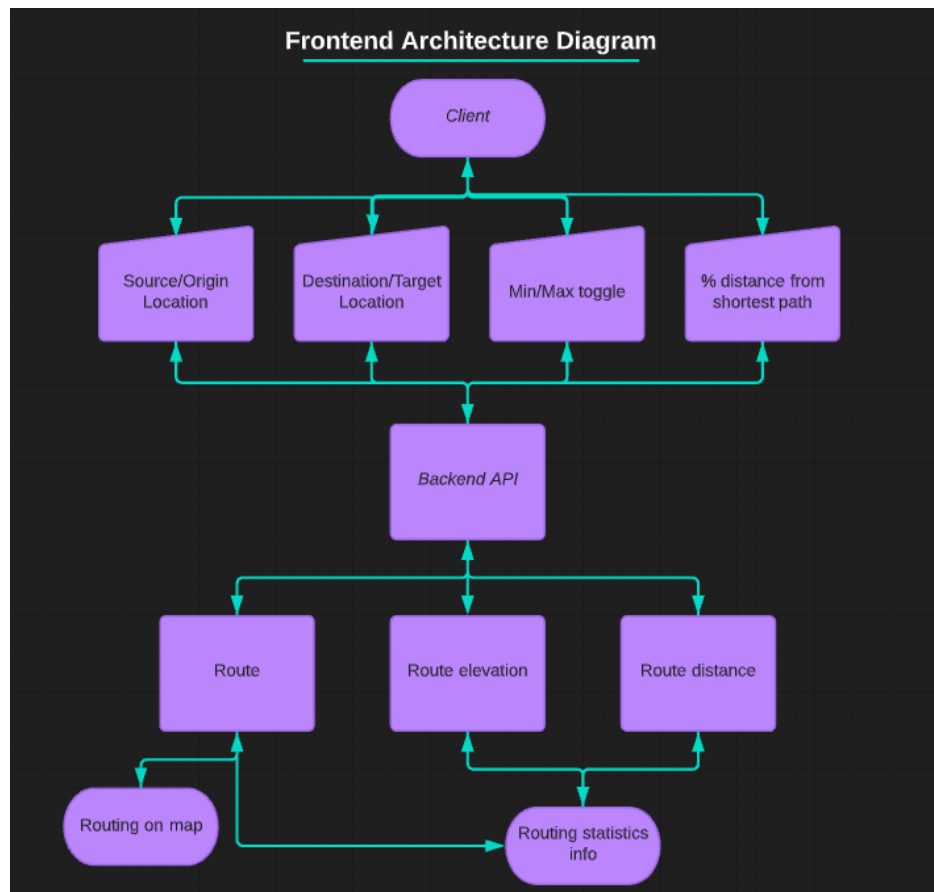 Frontend Architecture Diagram
Client
Source/Origin
Location
Destination/Target
Location
Min/Max toggle
% distance from
shortest path
Backend API
Route
Route elevation
Route distance
Routing on map
Routing statistics
info